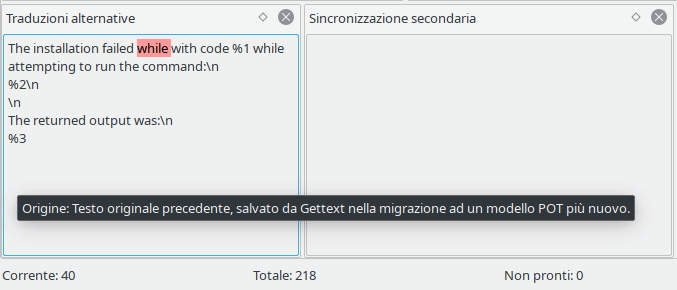 Traduzioni alternative
Sincronizzazione secondaria
The installation failed while with code %1 while
attempting to run the command:\n
%2\n
\n
The returned output was:\n
%3
Origine: Testo originale precedente, salvato da Gettext nella migrazione ad un modello POT più nuovo.
Corrente: 40
Totale: 218
Non pronti: 0